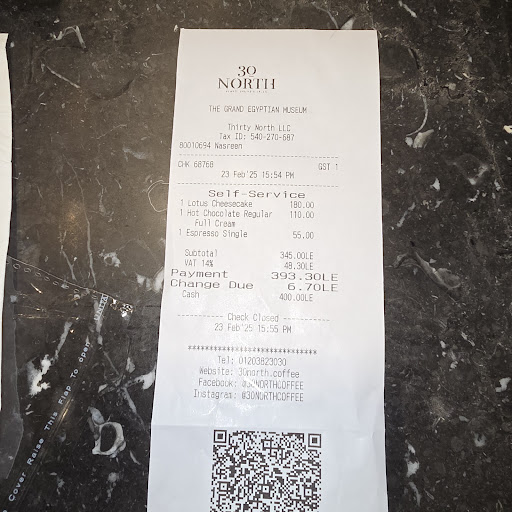 30
NORTH
THE GRAND EGYPTIAN MUSEUM
Thirty North LLC
Tax ID: 540-270-687
80010694 Nasreen
CHK 68768 GST 1
23 Feb'25 15:54 PM
Self-Service
1 Lotus Cheesecake 180.00
1 Hot Chocolate Regular 110.00
Full Cream
1 Espresso Single 55.00
Subtotal 345.00LE
VAT 14% 48.30LE
Payment 393.30LE
Change Due 6.70LE
Cash 400.00LE
----------- Check Closed -----------
23 Feb'25 15:55 PM
******************************
Tel: 01203823030
Website: 30north.coffee
Facebook: @30NORTHCOFFEE
Instagram: @30NORTHCOFFEE
Cover Raise This Flap To Open